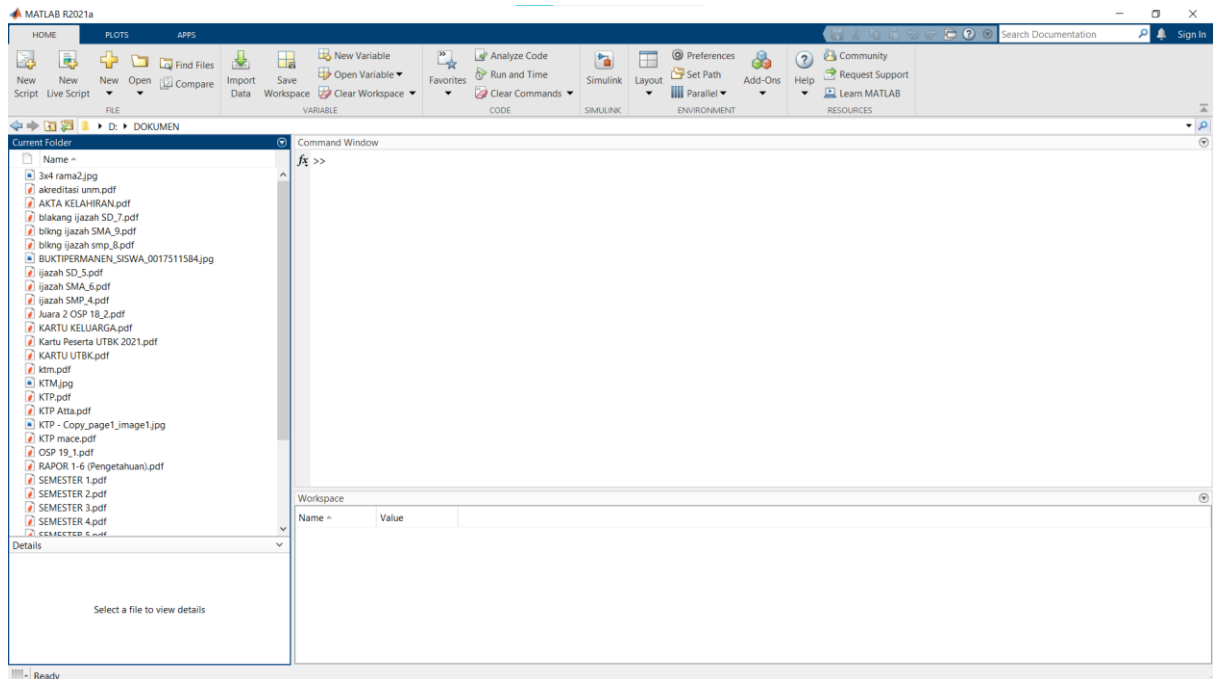 MATLAB R2021a
HOME PLOTS APPS
Search Documentation
Sign In
New Script
New Live Script
New
Open
Find Files
Compare
Import Data
Save Workspace
New Variable
Open Variable
Clear Workspace
Favorites
Analyze Code
Run and Time
Clear Commands
Simulink
Layout
Preferences
Set Path
Parallel
Add-Ons
Help
Community
Request Support
Learn MATLAB
FILE VARIABLE CODE SIMULINK ENVIRONMENT RESOURCES
D: DOKUMEN
Current Folder
Name
3x4 rama2.jpg
akreditasi unm.pdf
AKTA KELAHIRAN.pdf
blakang ijazah SD_7.pdf
blkng ijazah SMA_9.pdf
blkng ijazah smp_8.pdf
BUKTIPERMANEN_SISWA_0017511584.jpg
ijazah SD_5.pdf
ijazah SMA_6.pdf
ijazah SMP_4.pdf
Juara 2 OSP 18_2.pdf
KARTU KELUARGA.pdf
Kartu Peserta UTBK 2021.pdf
KARTU UTBK.pdf
ktm.pdf
KTM.jpg
KTP.pdf
KTP Atta.pdf
KTP - Copy_page1_image1.jpg
KTP mace.pdf
OSP 19_1.pdf
RAPOR 1-6 (Pengetahuan).pdf
SEMESTER 1.pdf
SEMESTER 2.pdf
SEMESTER 3.pdf
SEMESTER 4.pdf
SEMESTER 5.pdf
Details
Select a file to view details
Command Window
fx >>
Workspace
Name Value
Ready